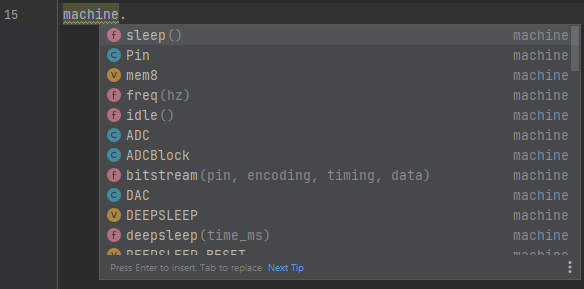 15 machine.
f sleep() machine
C Pin machine
V mem8 machine
f freq(hz) machine
f idle() machine
C ADC machine
C ADCBlock machine
f bitstream(pin, encoding, timing, data) machine
C DAC machine
V DEEPSLEEP machine
f deepsleep(time_ms) machine
V DEEPSLEEP_RESET machine
Press Enter to insert, Tab to replace Next Tip